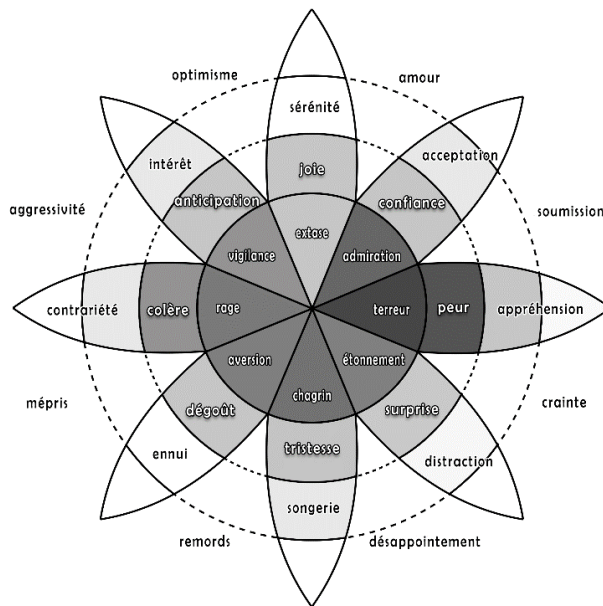 optimisme
amour
sérénité
intérêt
acceptation
joie
anticipation
confiance
aggressivité
soumission
extase
vigilance
admiration
contrariété
colère
rage
terreur
peur
appréhension
aversion
étonnement
mépris
chagrin
crainte
dégoût
surprise
ennui
tristesse
distraction
songerie
remords
désappointement